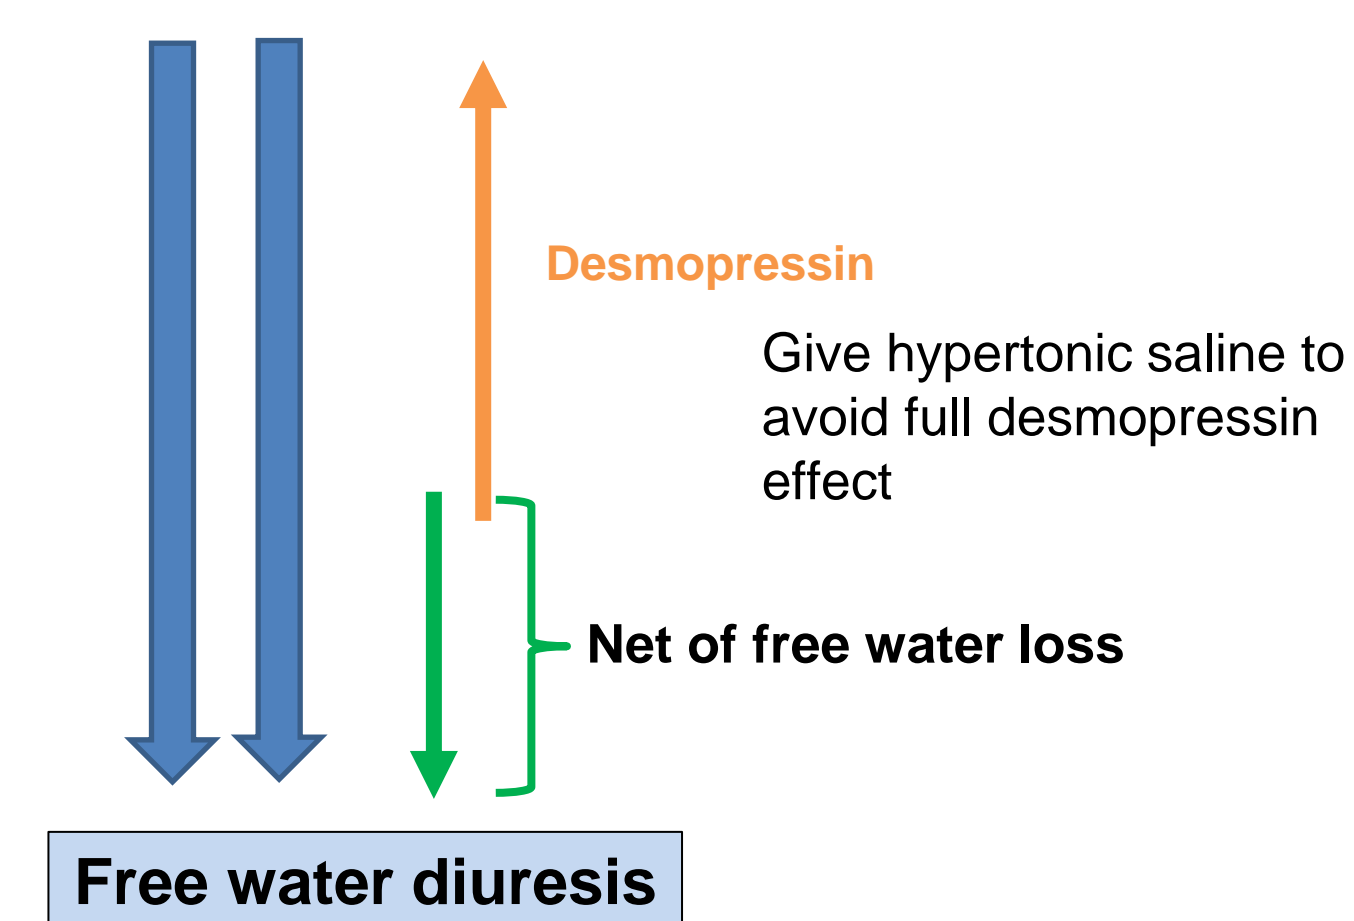 Desmopressin
Give hypertonic saline to
avoid full desmopressin
effect
Net of free water loss
Free water diuresis